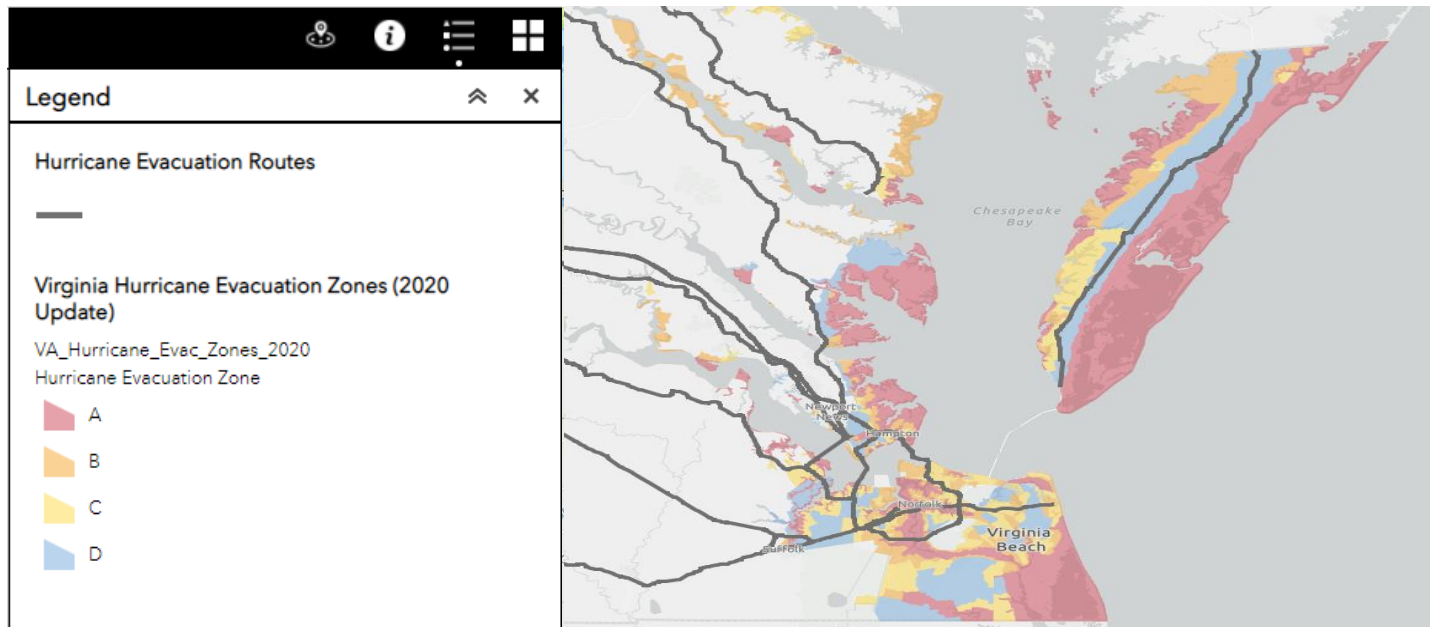 Legend
Hurricane Evacuation Routes
Virginia Hurricane Evacuation Zones (2020
Update)
VA_Hurricane_Evac_Zones_2020
Hurricane Evacuation Zone
A
B
C
D
Chesapeake
Bay
Newport
News
Hampton
Norfolk
Virginia
Beach
Suffolk